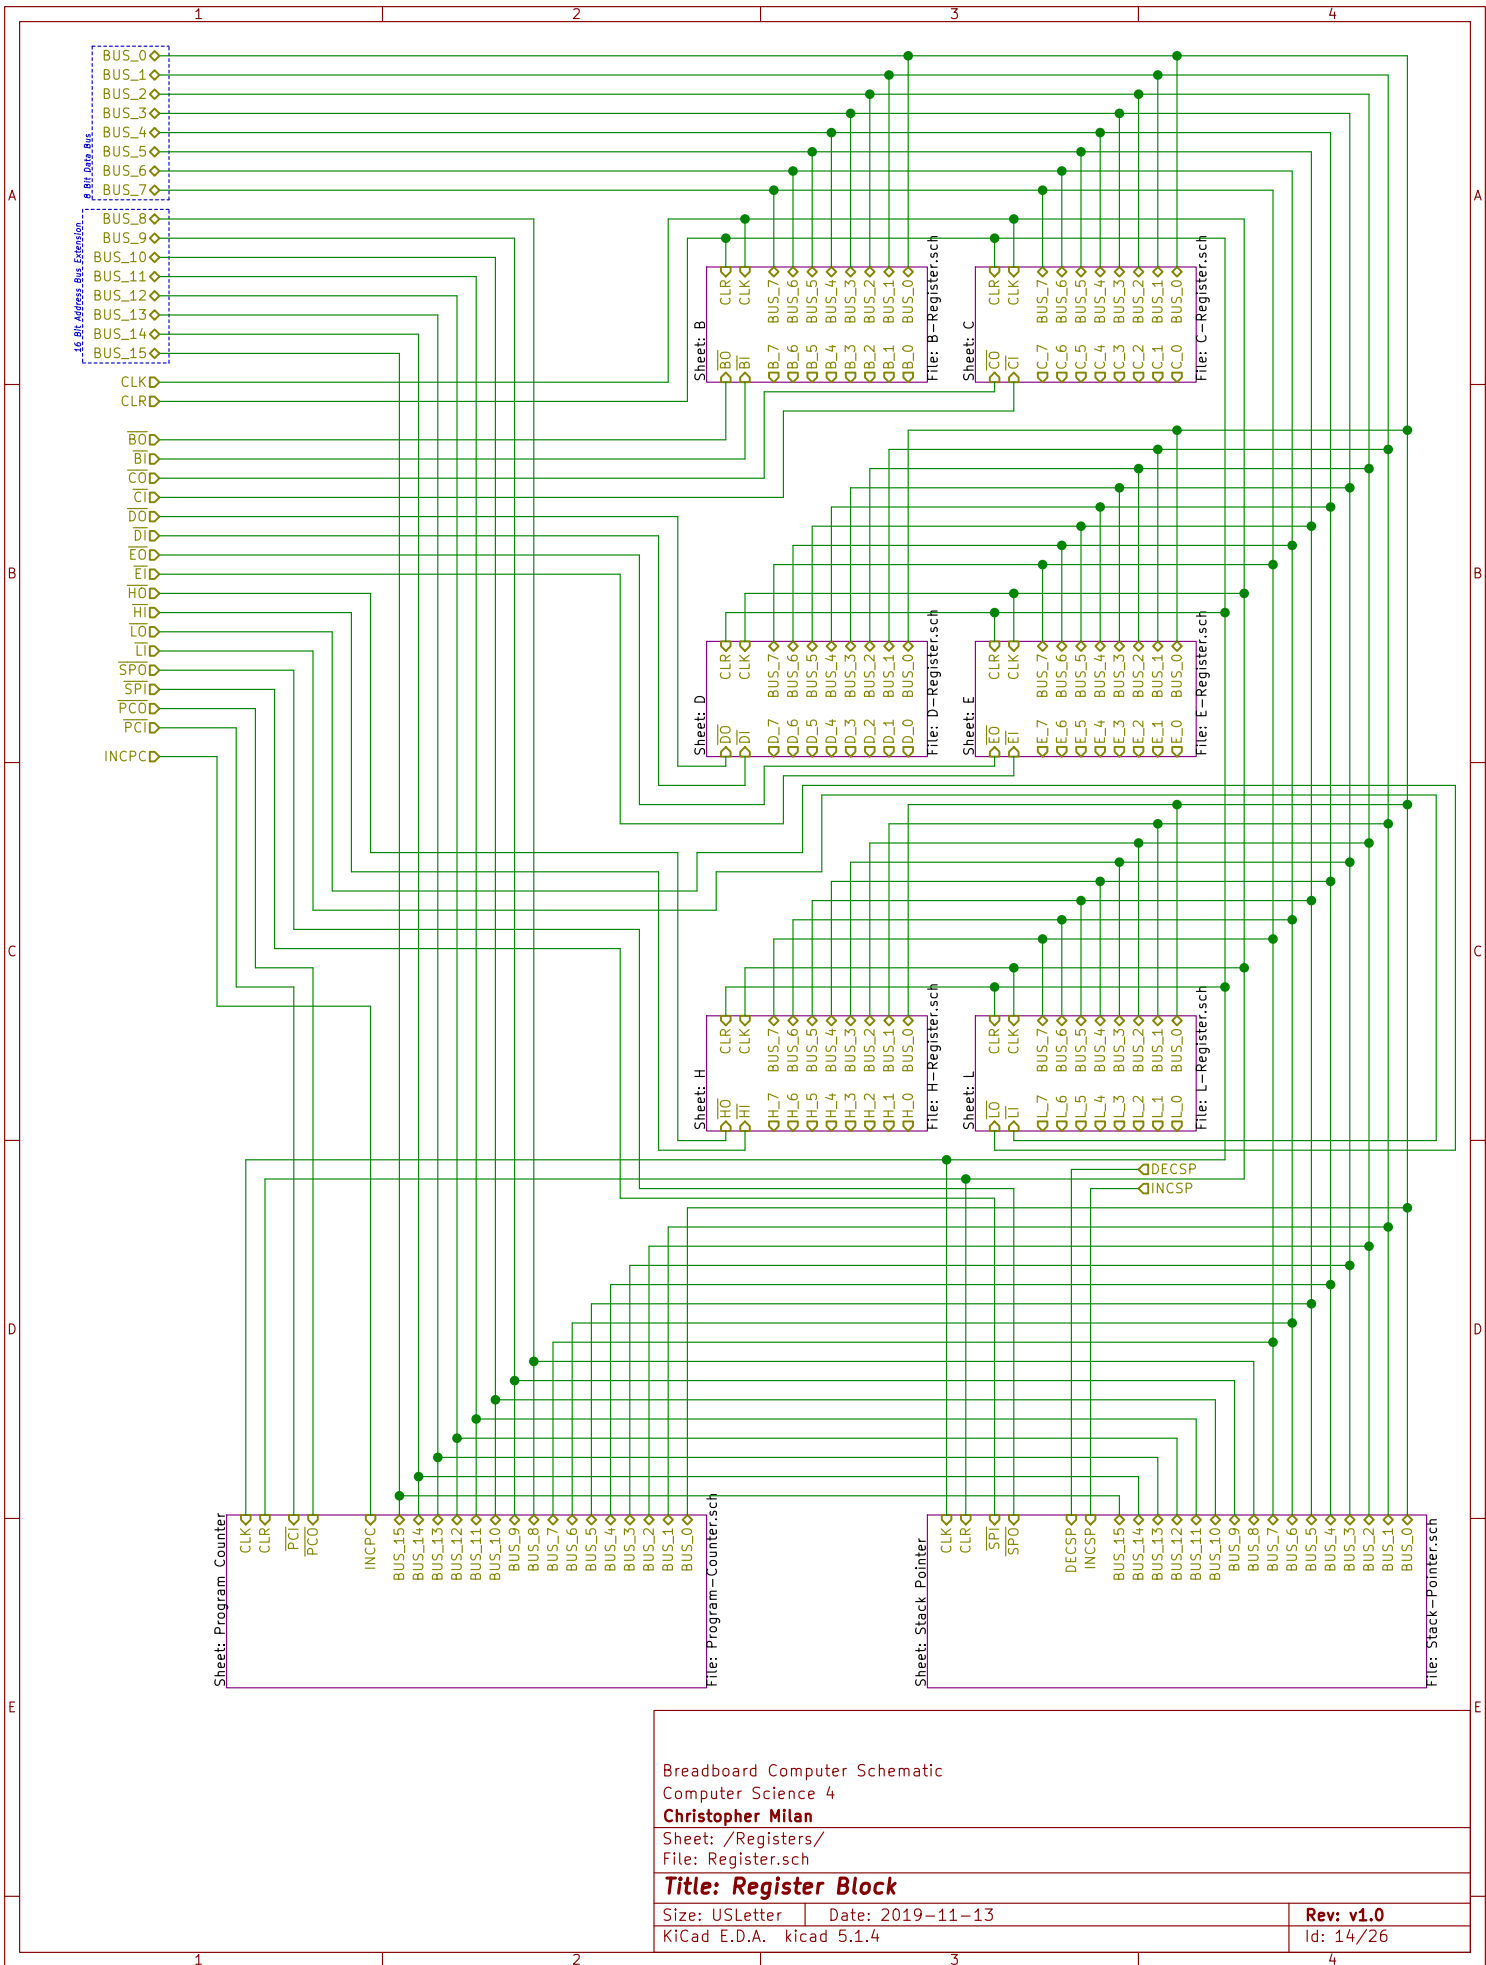 1 2 3 4
A
B
C
D
E
A
B
C
D
E
8 Bit Data Bus
BUS_0
BUS_1
BUS_2
BUS_3
BUS_4
BUS_5
BUS_6
BUS_7
16 Bit Address Bus Extension
BUS_8
BUS_9
BUS_10
BUS_11
BUS_12
BUS_13
BUS_14
BUS_15
CLK
CLR
BO
BI
CO
CI
DO
DI
EO
EI
HO
HI
LO
LI
SPO
SPI
PCO
PCI
INCPC
Sheet: B
CLR CLK BUS_7 BUS_6 BUS_5 BUS_4 BUS_3 BUS_2 BUS_1 BUS_0
BO BI B_7 B_6 B_5 B_4 B_3 B_2 B_1 B_0
File: B-Register.sch
Sheet: C
CLR CLK BUS_7 BUS_6 BUS_5 BUS_4 BUS_3 BUS_2 BUS_1 BUS_0
CO CI C_7 C_6 C_5 C_4 C_3 C_2 C_1 C_0
File: C-Register.sch
Sheet: D
CLR CLK BUS_7 BUS_6 BUS_5 BUS_4 BUS_3 BUS_2 BUS_1 BUS_0
DO DI D_7 D_6 D_5 D_4 D_3 D_2 D_1 D_0
File: D-Register.sch
Sheet: E
CLR CLK BUS_7 BUS_6 BUS_5 BUS_4 BUS_3 BUS_2 BUS_1 BUS_0
EO EI E_7 E_6 E_5 E_4 E_3 E_2 E_1 E_0
File: E-Register.sch
Sheet: H
CLR CLK BUS_7 BUS_6 BUS_5 BUS_4 BUS_3 BUS_2 BUS_1 BUS_0
HO HI H_7 H_6 H_5 H_4 H_3 H_2 H_1 H_0
File: H-Register.sch
Sheet: L
CLR CLK BUS_7 BUS_6 BUS_5 BUS_4 BUS_3 BUS_2 BUS_1 BUS_0
LO LI L_7 L_6 L_5 L_4 L_3 L_2 L_1 L_0
File: L-Register.sch
DECSP
INCSP
Sheet: Program Counter
CLK CLR PCI PCO INCPC BUS_15 BUS_14 BUS_13 BUS_12 BUS_11 BUS_10 BUS_9 BUS_8 BUS_7 BUS_6 BUS_5 BUS_4 BUS_3 BUS_2 BUS_1 BUS_0
File: Program-Counter.sch
Sheet: Stack Pointer
CLK CLR SPI SPO DECSP INCSP BUS_15 BUS_14 BUS_13 BUS_12 BUS_11 BUS_10 BUS_9 BUS_8 BUS_7 BUS_6 BUS_5 BUS_4 BUS_3 BUS_2 BUS_1 BUS_0
File: Stack-Pointer.sch
Breadboard Computer Schematic
Computer Science 4
Christopher Milan
Sheet: /Registers/
File: Register.sch
Title: Register Block
Size: USLetter Date: 2019-11-13 Rev: v1.0
KiCad E.D.A. kicad 5.1.4 Id: 14/26
1 2 3 4